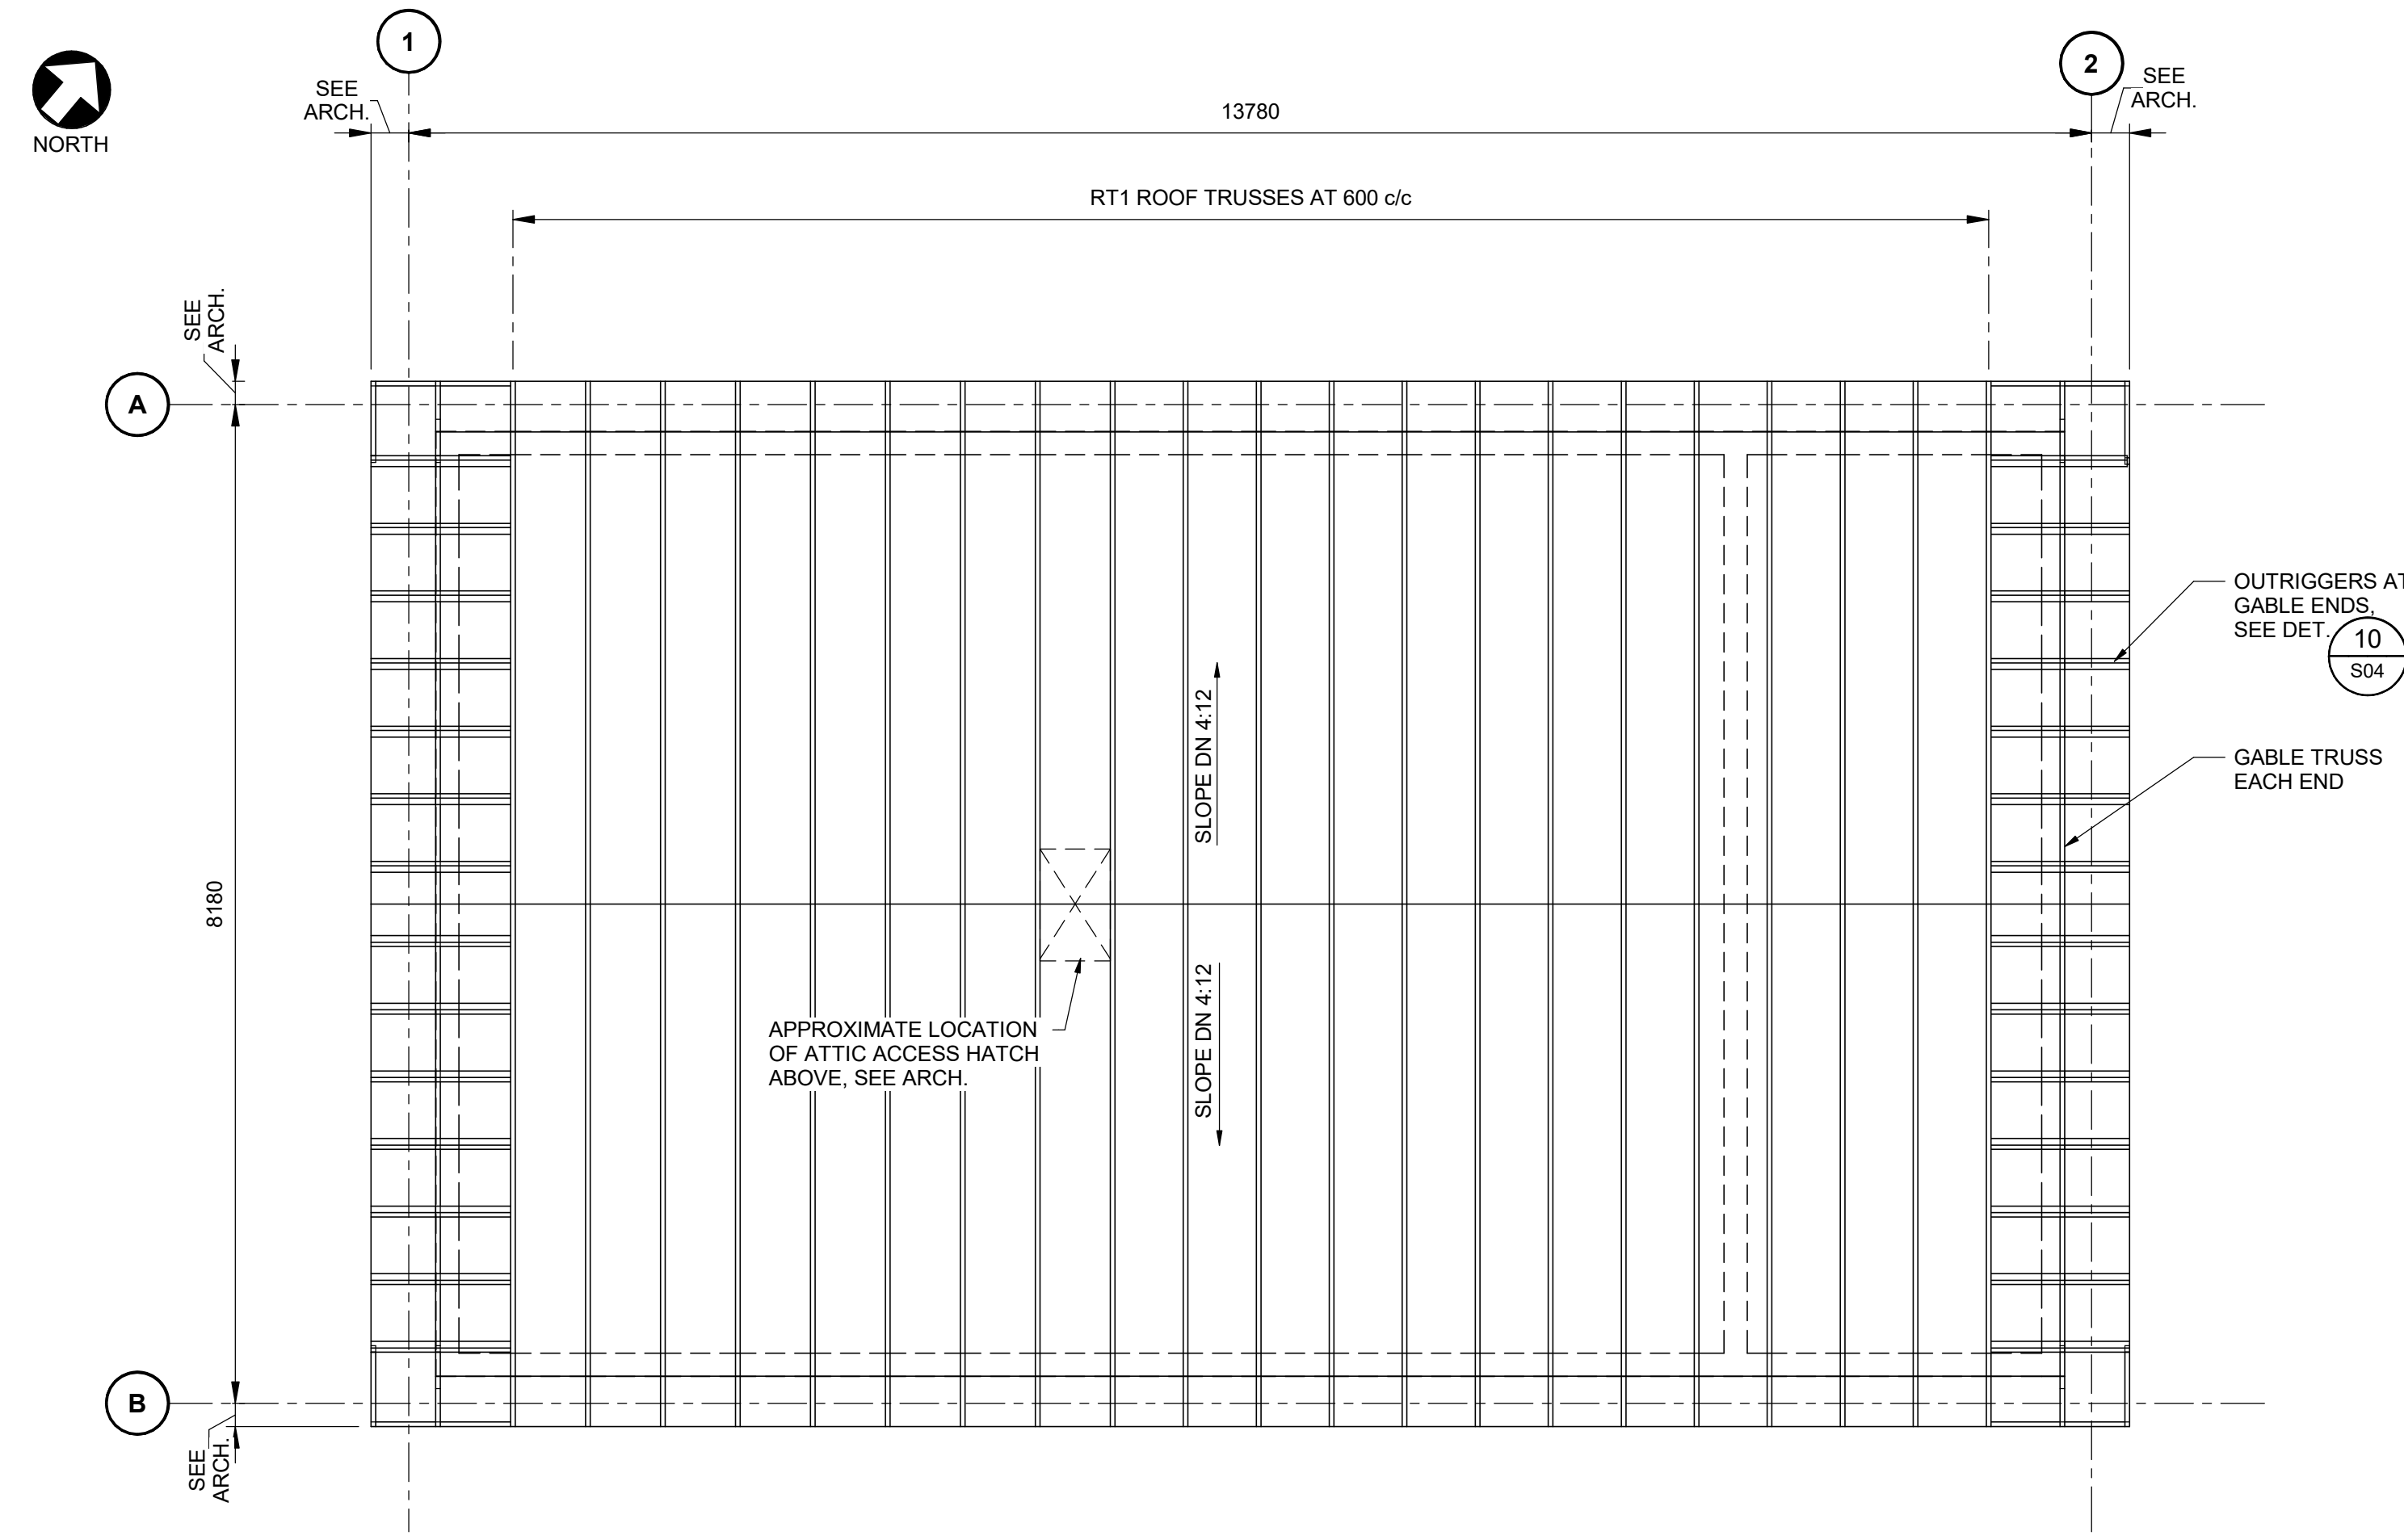 1
2
NORTH
SEE
ARCH.
13780
SEE
ARCH.
RT1 ROOF TRUSSES AT 600 c/c
SEE
ARCH.
A
OUTRIGGERS AT
GABLE ENDS,
SEE DET.
10
S04
SLOPE DN 4:12
GABLE TRUSS
EACH END
8180
APPROXIMATE LOCATION
OF ATTIC ACCESS HATCH
ABOVE, SEE ARCH.
SLOPE DN 4:12
B
SEE
ARCH.